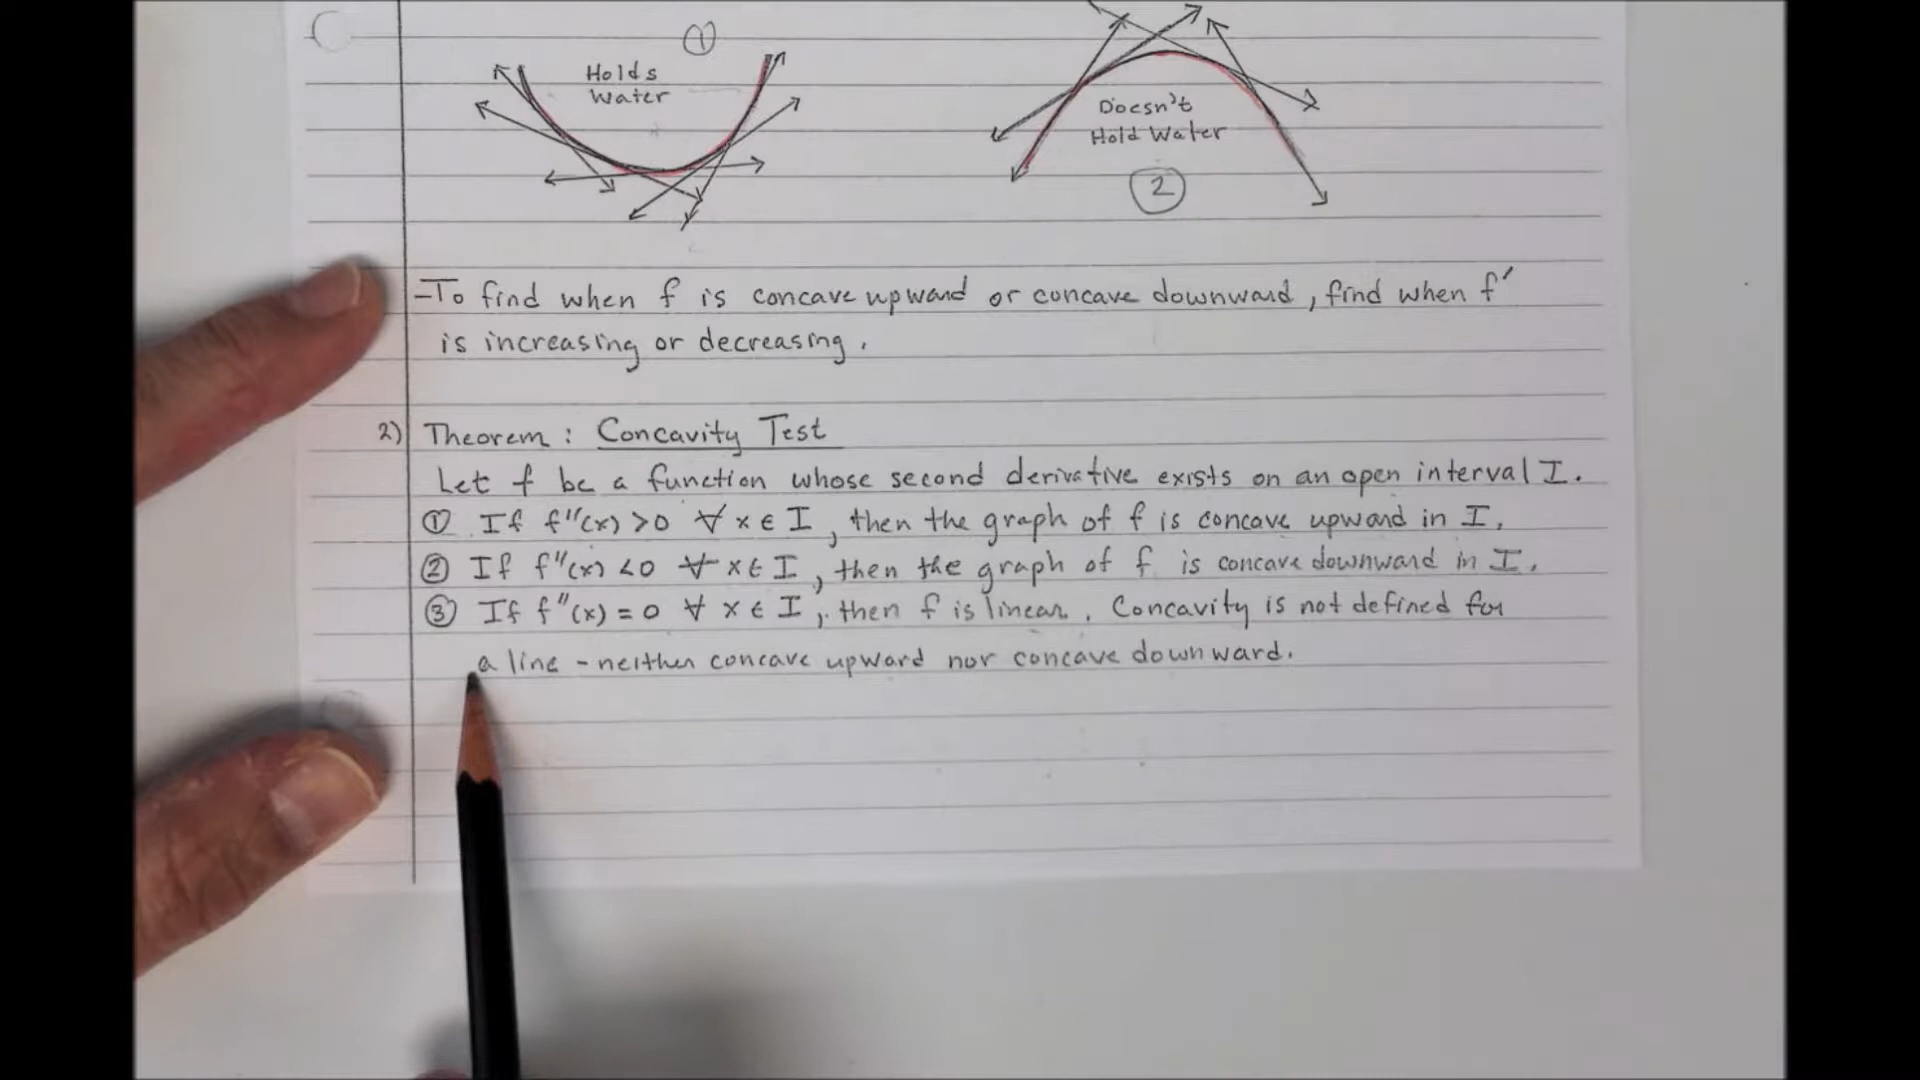 ①
Holds
Water
Doesn't
Hold Water
②
-To find when f is concave upward or concave downward, find when f'
is increasing or decreasing.
2) Theorem: Concavity Test
Let f be a function whose second derivative exists on an open interval I.
① If f''(x) >0 ∀ x ∈ I, then the graph of f is concave upward in I.
② If f''(x) <0 ∀ x ∈ I, then the graph of f is concave downward in I.
③ If f''(x) = 0 ∀ x ∈ I, then f is linear. Concavity is not defined for
a line - neither concave upward nor concave downward.